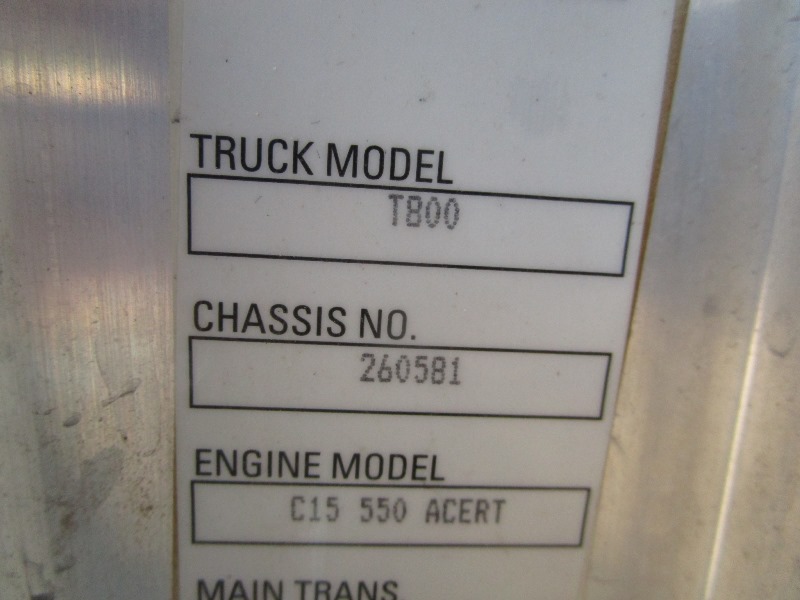 TRUCK MODEL
T800
CHASSIS NO.
260581
ENGINE MODEL
C15 550 ACERT
MAIN TRANS.